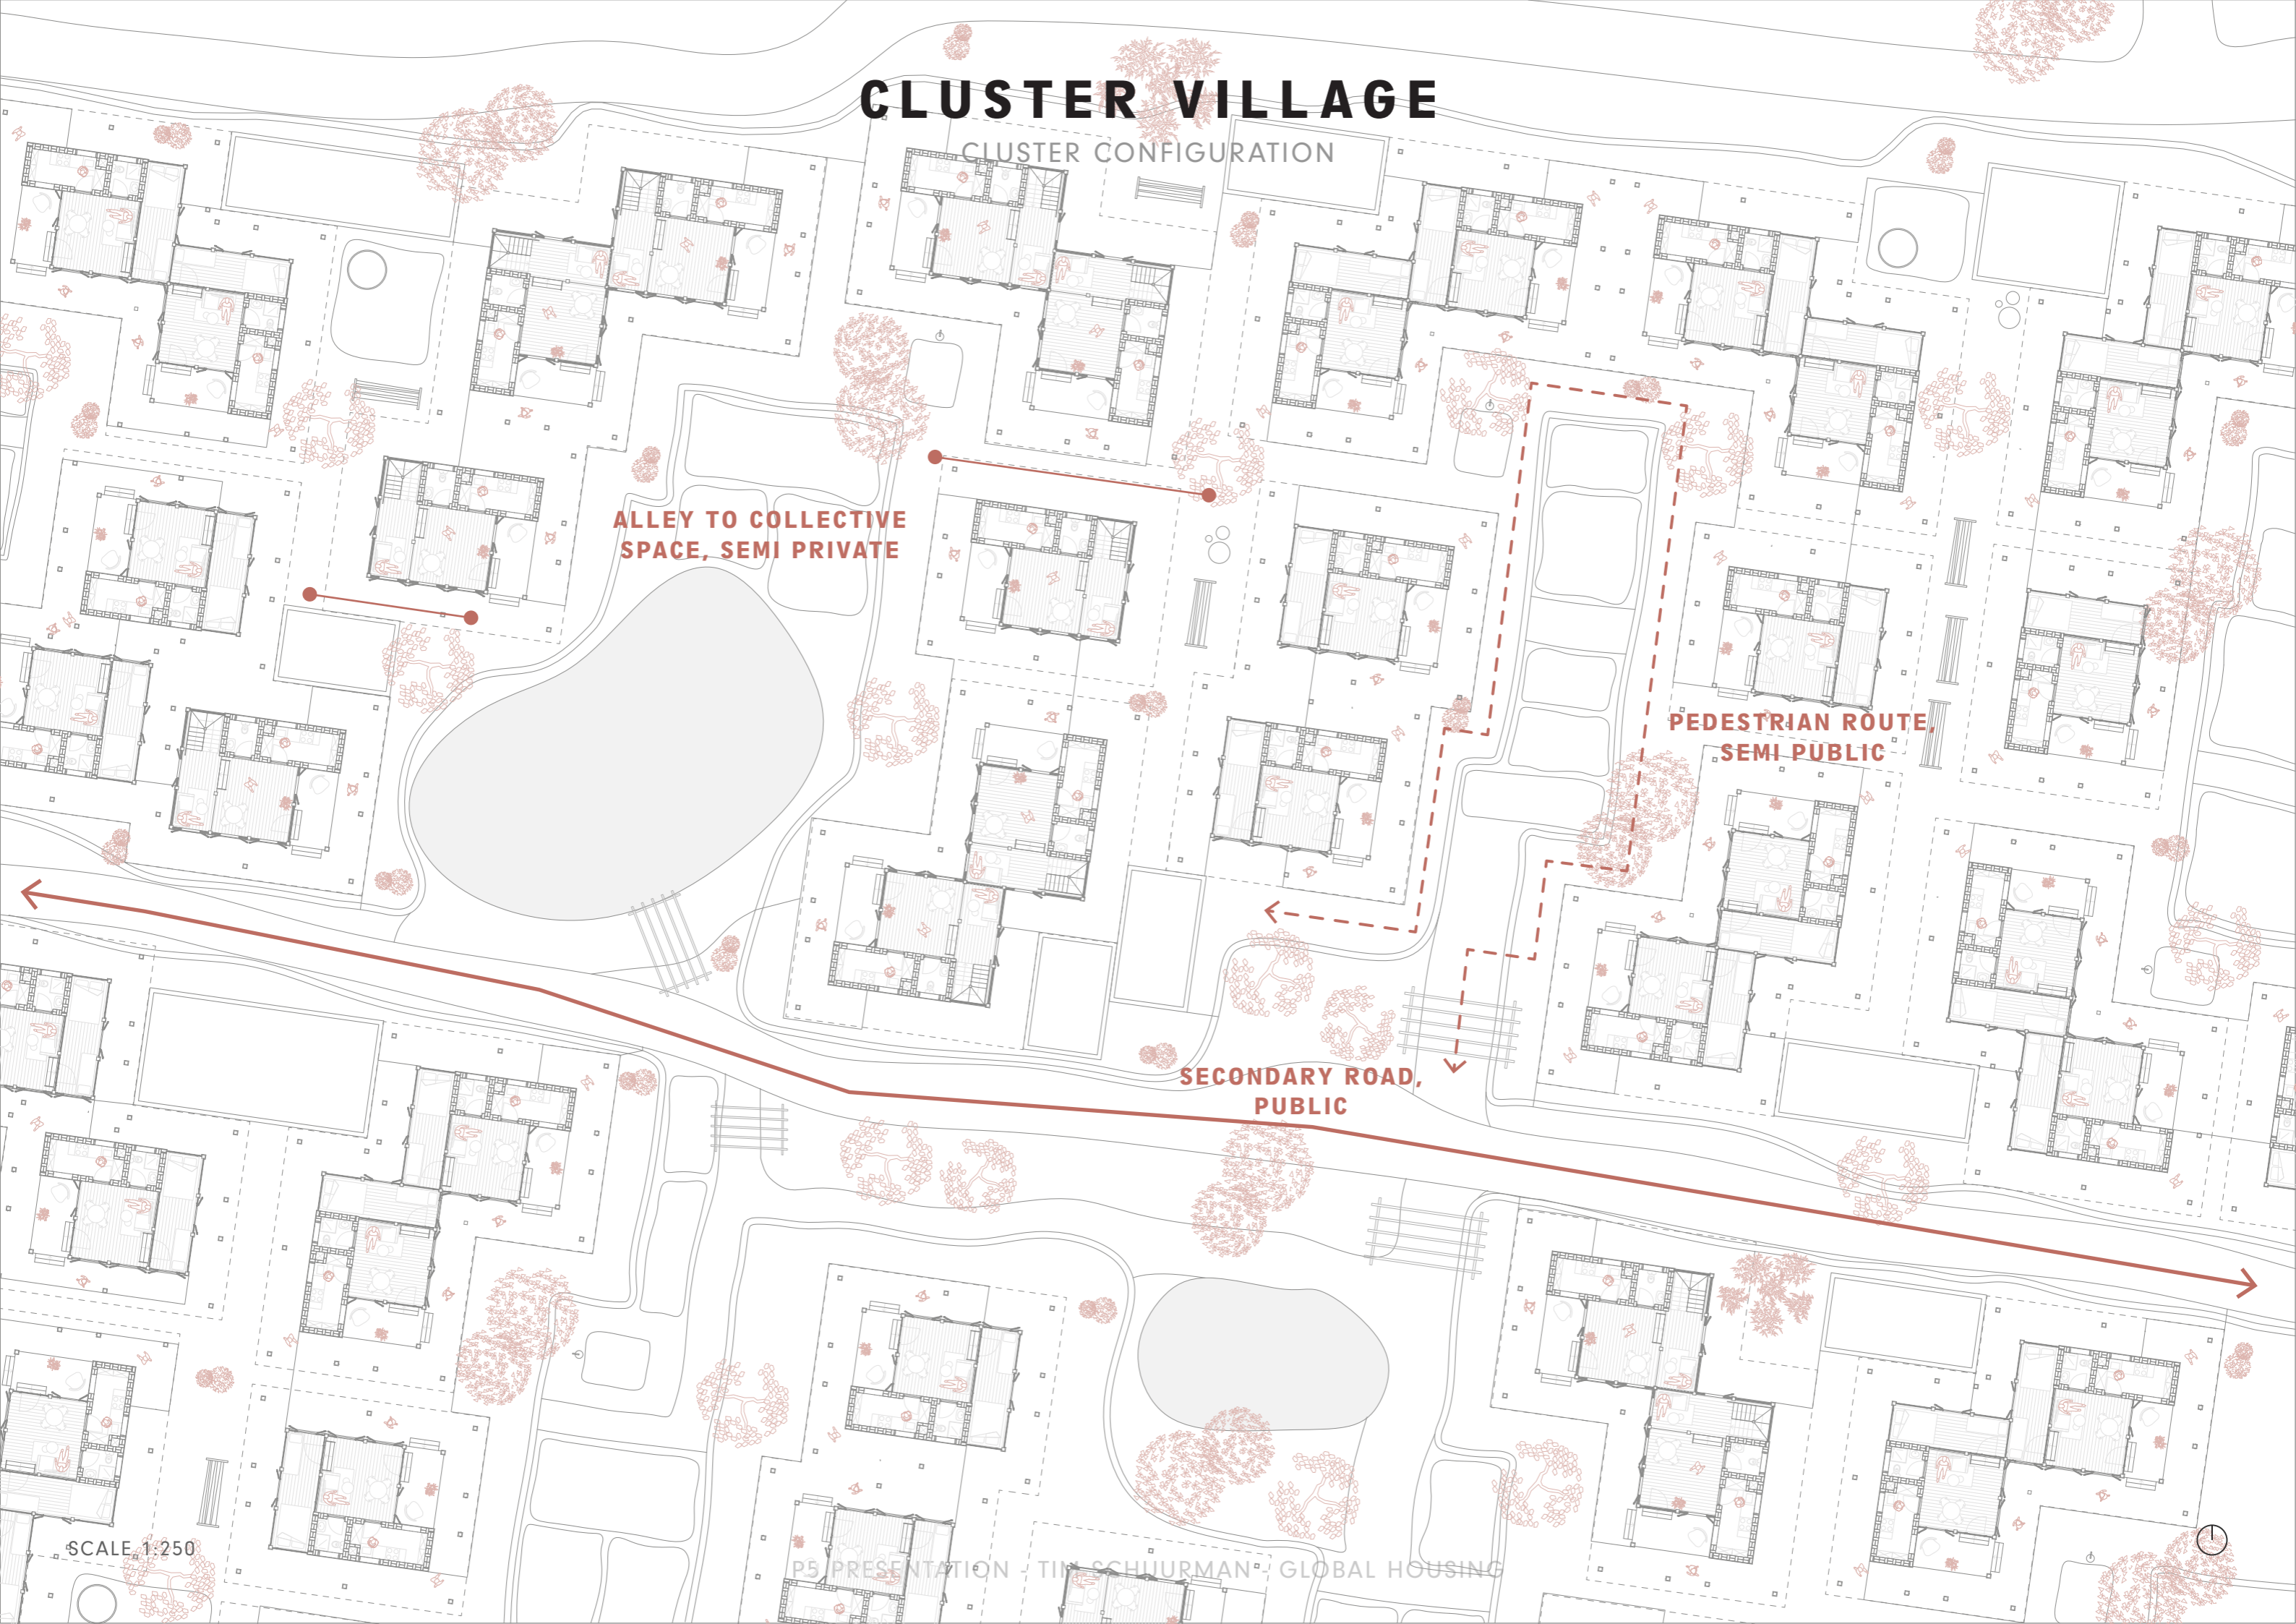 CLUSTER VILLAGE
CLUSTER CONFIGURATION
ALLEY TO COLLECTIVE
SPACE, SEMI PRIVATE
PEDESTRIAN ROUTE,
SEMI PUBLIC
SECONDARY ROAD,
PUBLIC
SCALE 1:250
P5 PRESENTATION - TIM SCHUURMAN - GLOBAL HOUSING